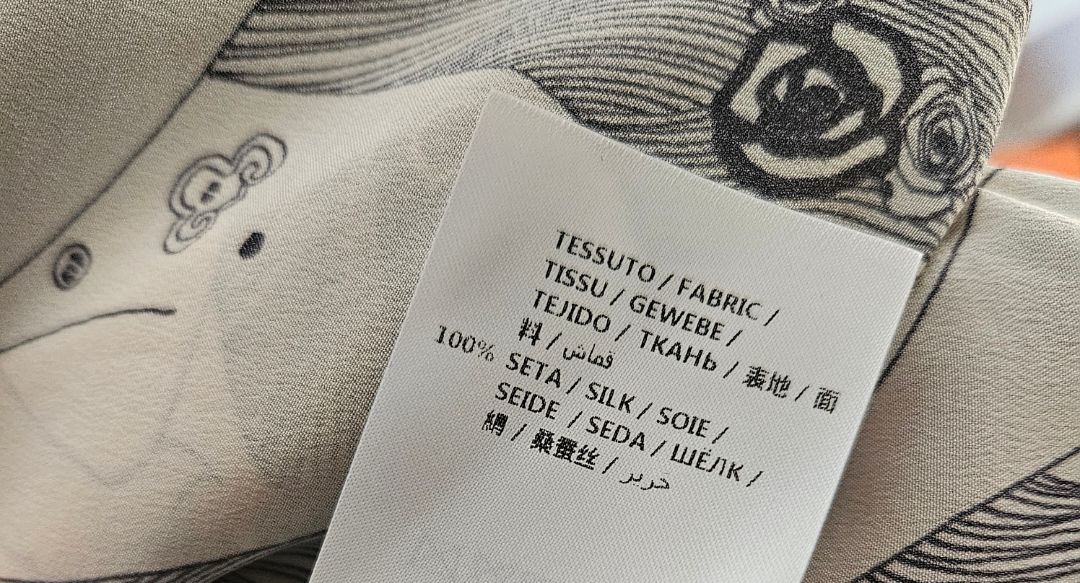 TESSUTO / FABRIC /
TISSU / GEWEBE /
TEJIDO / ТКАНЬ / 表地 / 面
料 / قماش
100% SETA / SILK / SOIE /
SEIDE / SEDA / ШЁЛК /
絹 / 桑蚕丝 / حرير